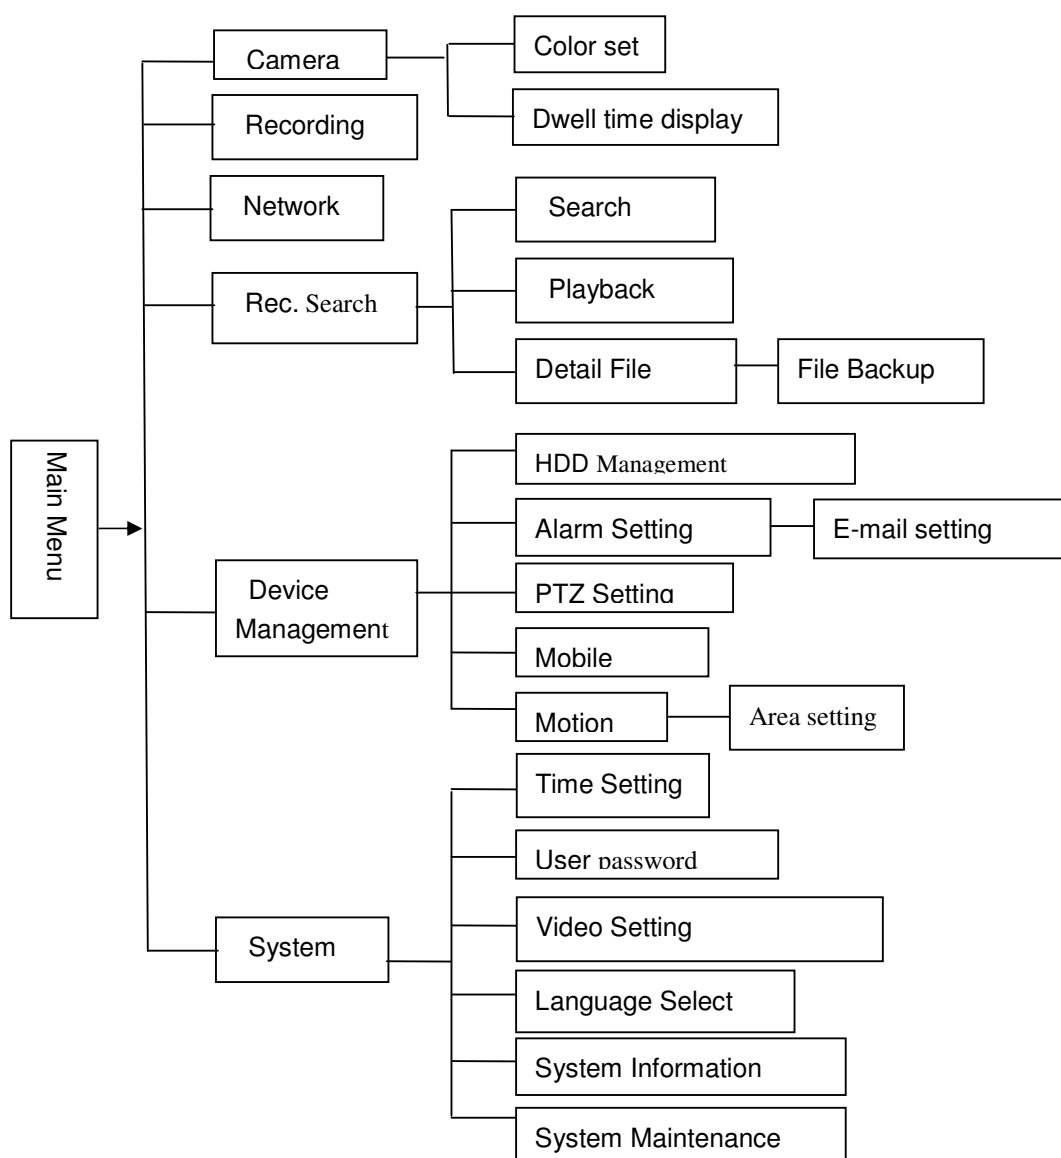 Main Menu
Camera
Color set
Dwell time display
Recording
Network
Rec. Search
Search
Playback
Detail File
File Backup
Device
Management
HDD Management
Alarm Setting
E-mail setting
PTZ Setting
Mobile
Motion
Area setting
System
Time Setting
User password
Video Setting
Language Select
System Information
System Maintenance